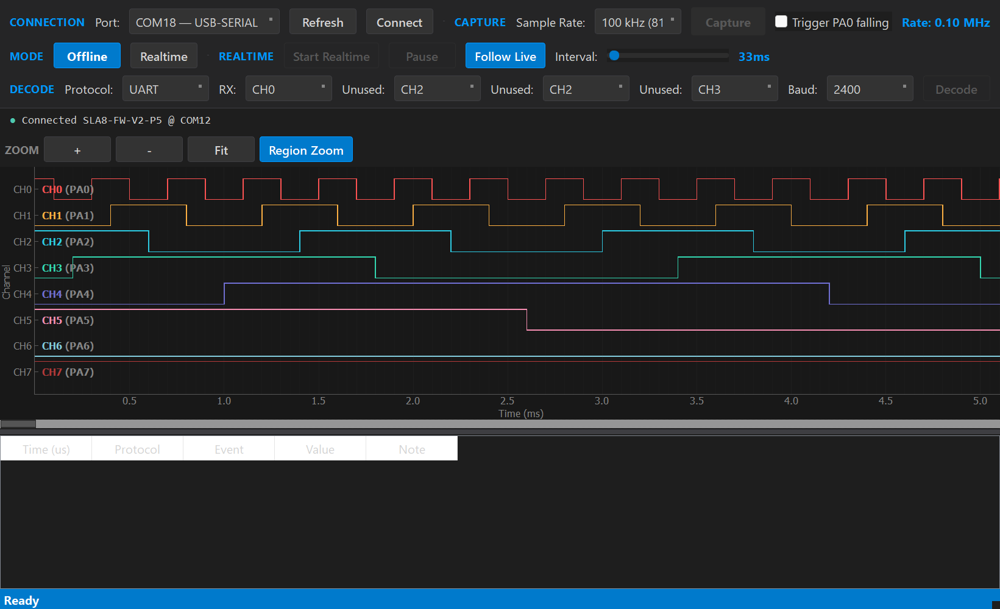 CONNECTION Port: COM18 — USB-SERIAL Refresh Connect CAPTURE Sample Rate: 100 kHz (81 Capture Trigger PA0 falling Rate: 0.10 MHz
MODE Offline Realtime REALTIME Start Realtime Pause Follow Live Interval: 33ms
DECODE Protocol: UART RX: CH0 Unused: CH2 Unused: CH2 Unused: CH3 Baud: 2400 Decode
Connected SLA8-FW-V2-P5 @ COM12
ZOOM + - Fit Region Zoom
CH0 CH0 (PA0)
CH1 CH1 (PA1)
CH2 CH2 (PA2)
CH3 CH3 (PA3)
Channel
CH4 CH4 (PA4)
CH5 CH5 (PA5)
CH6 CH6 (PA6)
CH7 CH7 (PA7)
0.5 1.0 1.5 2.0 2.5 3.0 3.5 4.0 4.5 5.0
Time (ms)
Time (us) Protocol Event Value Note
Ready